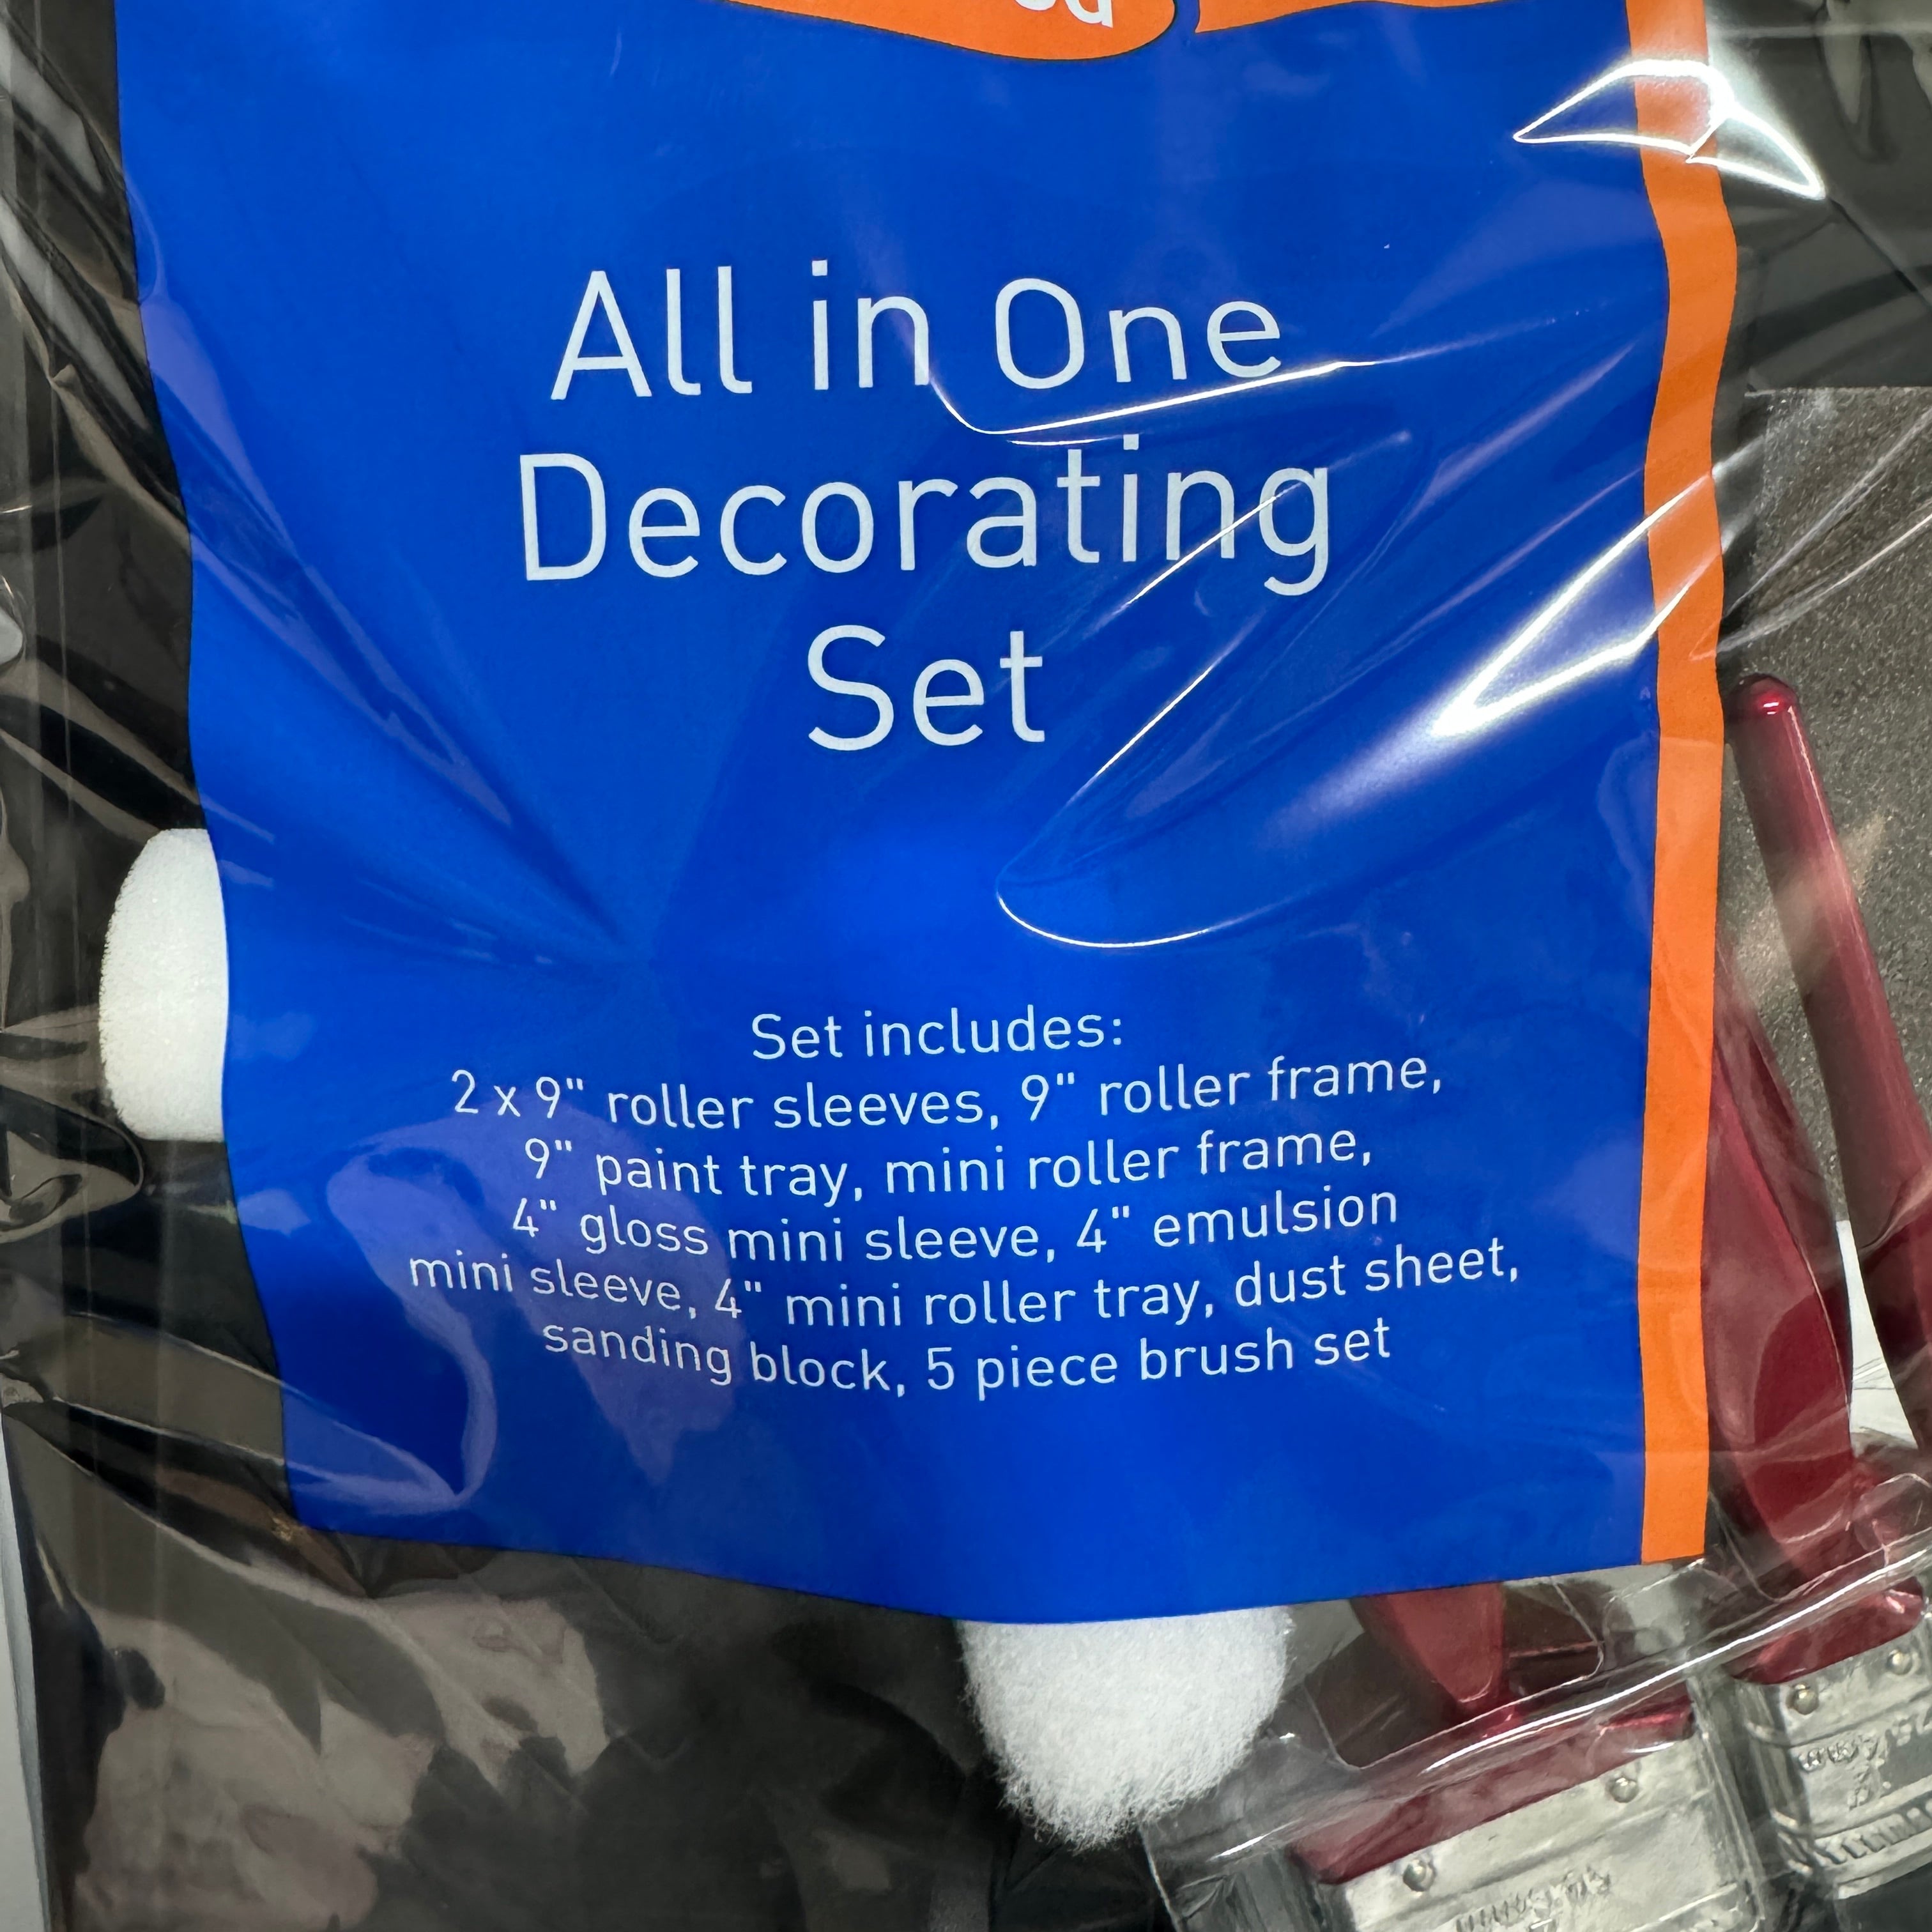 All in One
Decorating
Set
Set includes:
2 x 9" roller sleeves, 9" roller frame,
9" paint tray, mini roller frame,
4" gloss mini sleeve, 4" emulsion
mini sleeve, 4" mini roller tray, dust sheet,
sanding block, 5 piece brush set